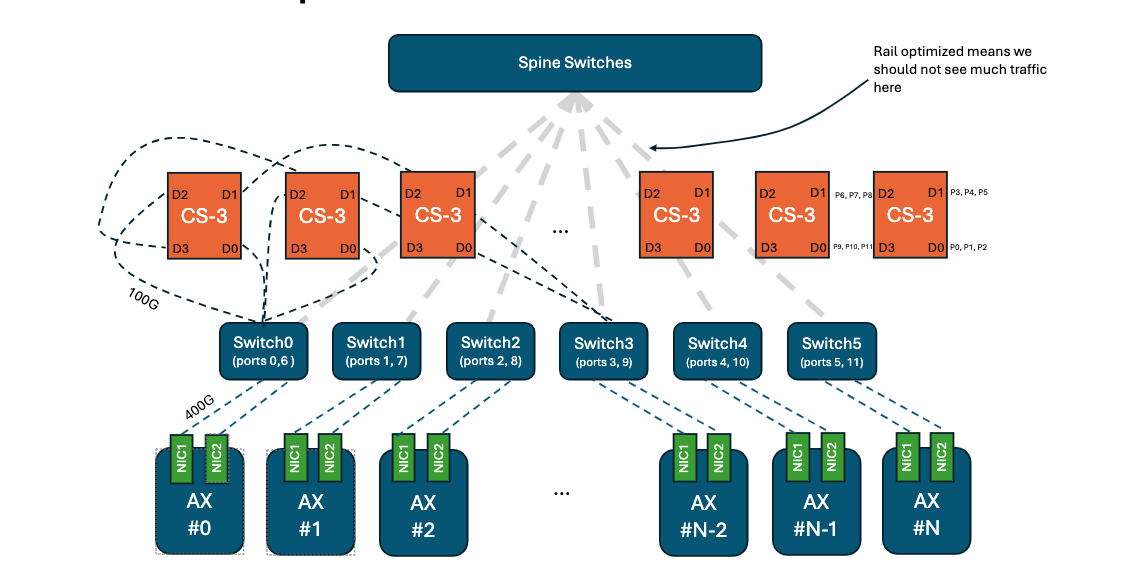 Spine Switches
Rail optimized means we
should not see much traffic
here
D2 D1
CS-3
D3 D0
D2 D1
CS-3
D3 D0
D2 D1
CS-3
D3 D0
...
D2 D1
CS-3
D3 D0
D2 D1
CS-3
D3 D0
P6, P7, P8
P9, P10, P11
D2 D1
CS-3
D3 D0
P3, P4, P5
P0, P1, P2
100G
Switch0
(ports 0,6 )
Switch1
(ports 1, 7)
Switch2
(ports 2, 8)
Switch3
(ports 3, 9)
Switch4
(ports 4, 10)
Switch5
(ports 5, 11)
400G
NIC1
NIC2
AX
#0
NIC1
NIC2
AX
#1
NIC1
NIC2
AX
#2
...
NIC1
NIC2
AX
#N-2
NIC1
NIC2
AX
#N-1
NIC1
NIC2
AX
#N